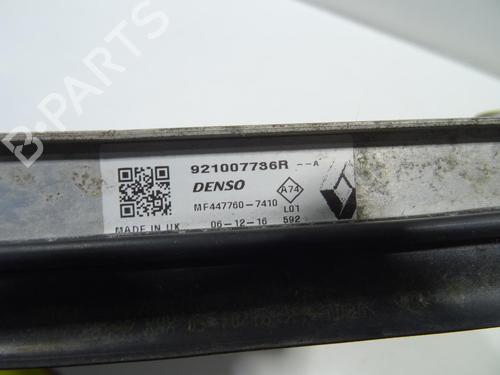 B-PARTS
921007736R --A
DENSO
A74
MF447760-7410
L01
MADE IN UK
06-12-16
592